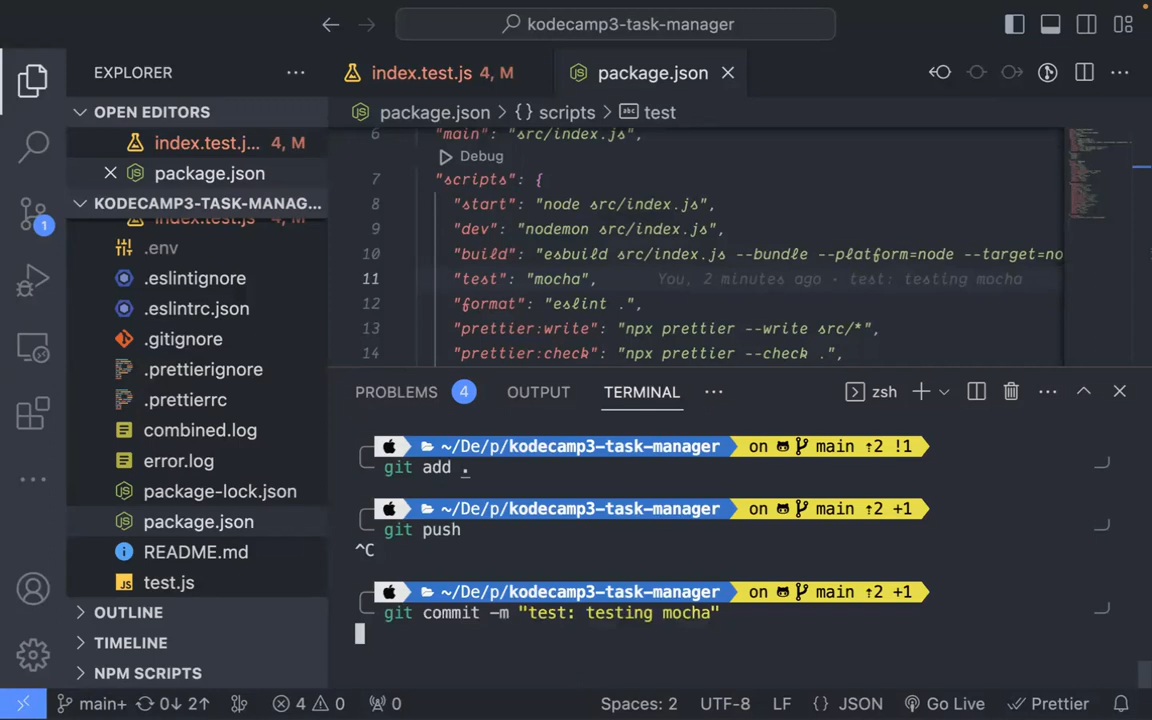 kodecamp3-task-manager
EXPLORER
index.test.js 4, M
package.json
OPEN EDITORS
package.json > {} scripts > test
index.test.j... 4, M
package.json
KODECAMP3-TASK-MANAG...
index.test.js 4, M
.env
.eslintignore
.eslintrc.json
.gitignore
.prettierignore
.prettierrc
combined.log
error.log
package-lock.json
package.json
README.md
test.js
OUTLINE
TIMELINE
NPM SCRIPTS
6 "main": "src/index.js",
Debug
7 "scripts": {
8 "start": "node src/index.js",
9 "dev": "nodemon src/index.js",
10 "build": "esbuild src/index.js --bundle --platform=node --target=no
11 "test": "mocha", You, 2 minutes ago · test: testing mocha
12 "format": "eslint .",
13 "prettier:write": "npx prettier --write src/*",
14 "prettier:check": "npx prettier --check .",
PROBLEMS 4 OUTPUT TERMINAL zsh
~/De/p/kodecamp3-task-manager on main ⇡2 !1
git add .
~/De/p/kodecamp3-task-manager on main ⇡2 +1
git push
^C
~/De/p/kodecamp3-task-manager on main ⇡2 +1
git commit -m "test: testing mocha"
1
main+ 0↓ 2↑ 4 0 0 Spaces: 2 UTF-8 LF {} JSON Go Live Prettier